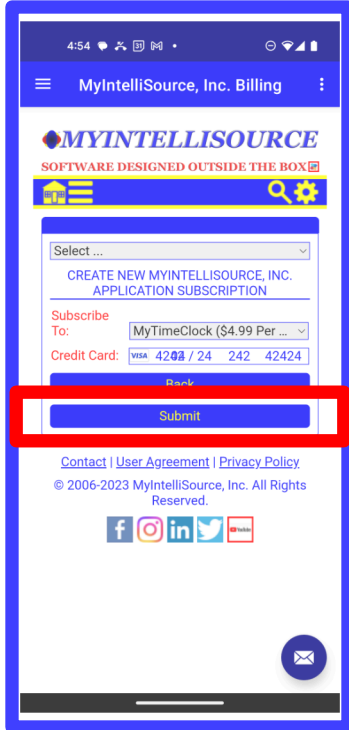 4:54
31
MyIntelliSource, Inc. Billing
MYINTELLISOURCE
SOFTWARE DESIGNED OUTSIDE THE BOX
Select ...
CREATE NEW MYINTELLISOURCE, INC.
APPLICATION SUBSCRIPTION
Subscribe
To:
MyTimeClock ($4.99 Per ...
Credit Card:
VISA / 24 242 42424
Back
Submit
Contact | User Agreement | Privacy Policy
© 2006-2023 MyIntelliSource, Inc. All Rights
Reserved.